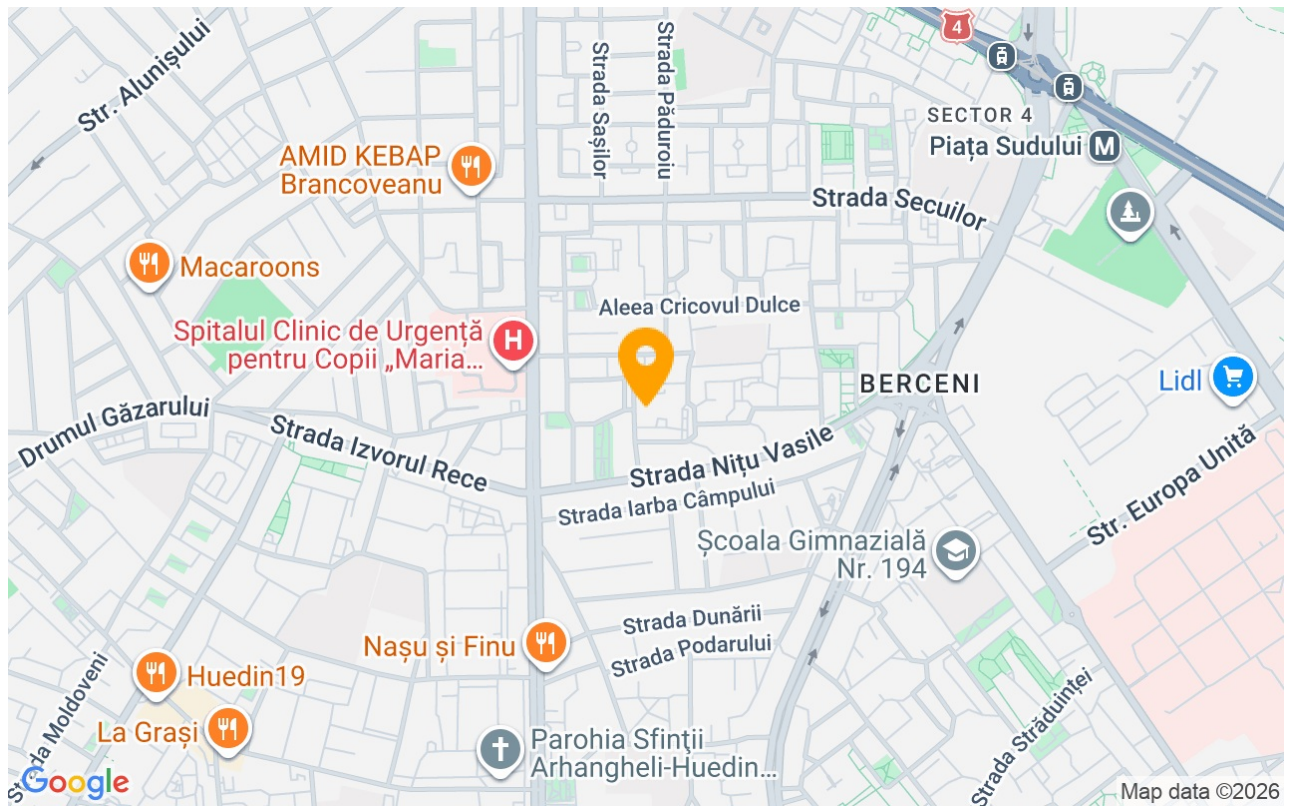 4
Str. Alunișului
Strada Sașilor
Strada Păduroiu
SECTOR 4
Piața Sudului M
AMID KEBAP
Brancoveanu
Strada Secuilor
Macaroons
Aleea Cricovul Dulce
Spitalul Clinic de Urgență
pentru Copii „Maria...
H
BERCENI
Lidl
Drumul Găzarului
Strada Izvorul Rece
Strada Nițu Vasile
Strada Iarba Câmpului
Str. Europa Unită
Școala Gimnazială
Nr. 194
Strada Dunării
Strada Podarului
Nașu și Finu
Huedin19
La Grași
Strada Moldoveni
Strada Străduinței
Parohia Sfinţii
Arhangheli-Huedin...
Google
Map data ©2026